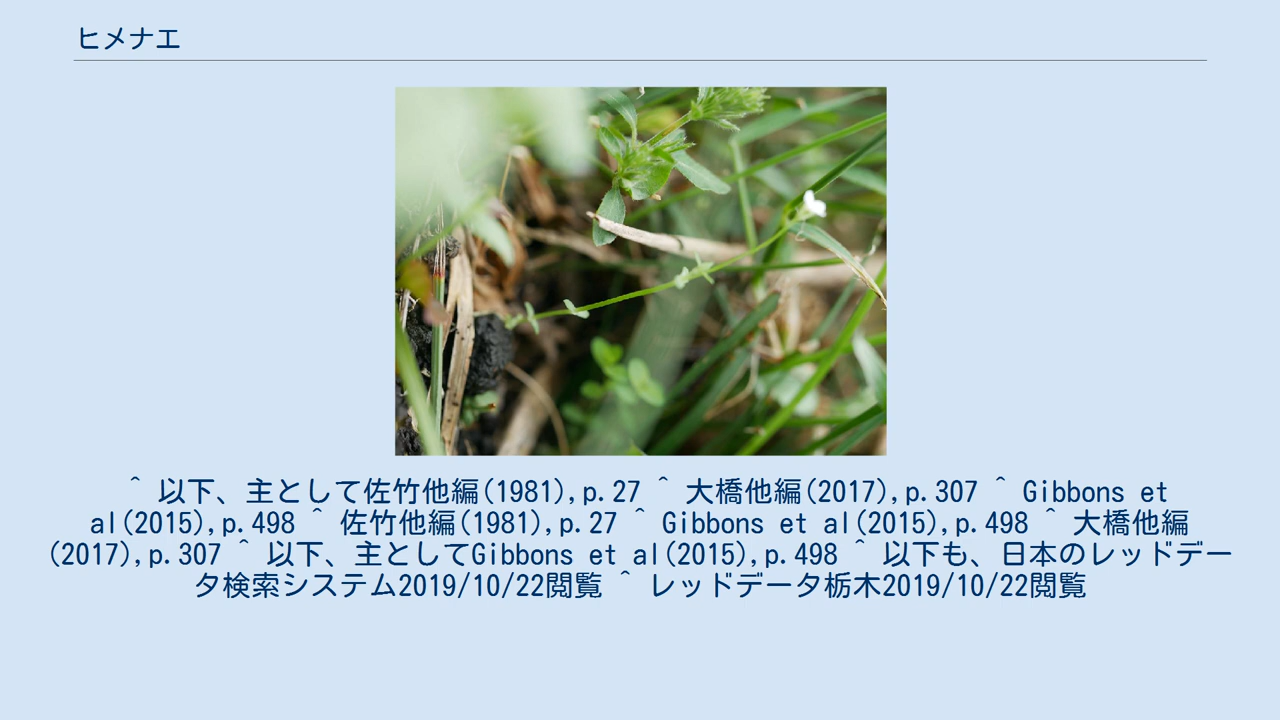 ヒメナエ
^ 以下、主として佐竹他編(1981),p.27 ^ 大橋他編(2017),p.307 ^ Gibbons et
al(2015),p.498 ^ 佐竹他編(1981),p.27 ^ Gibbons et al(2015),p.498 ^ 大橋他編
(2017),p.307 ^ 以下、主としてGibbons et al(2015),p.498 ^ 以下も、日本のレッドデー
タ検索システム2019/10/22閲覧 ^ レッドデータ栃木2019/10/22閲覧